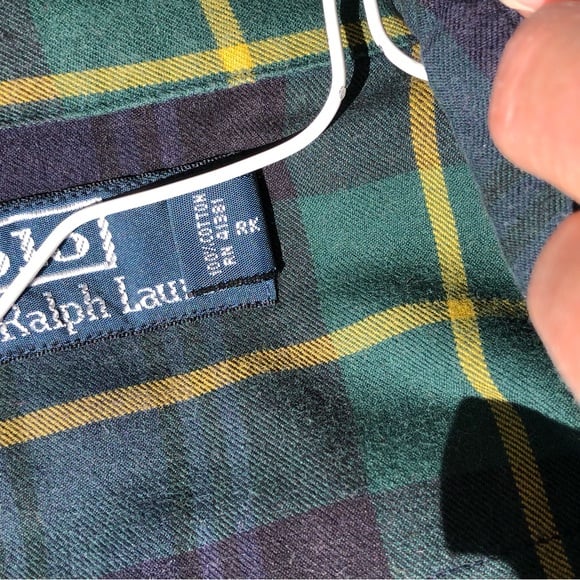 Ralph Lau
100% COTTON
RN 41381
RK